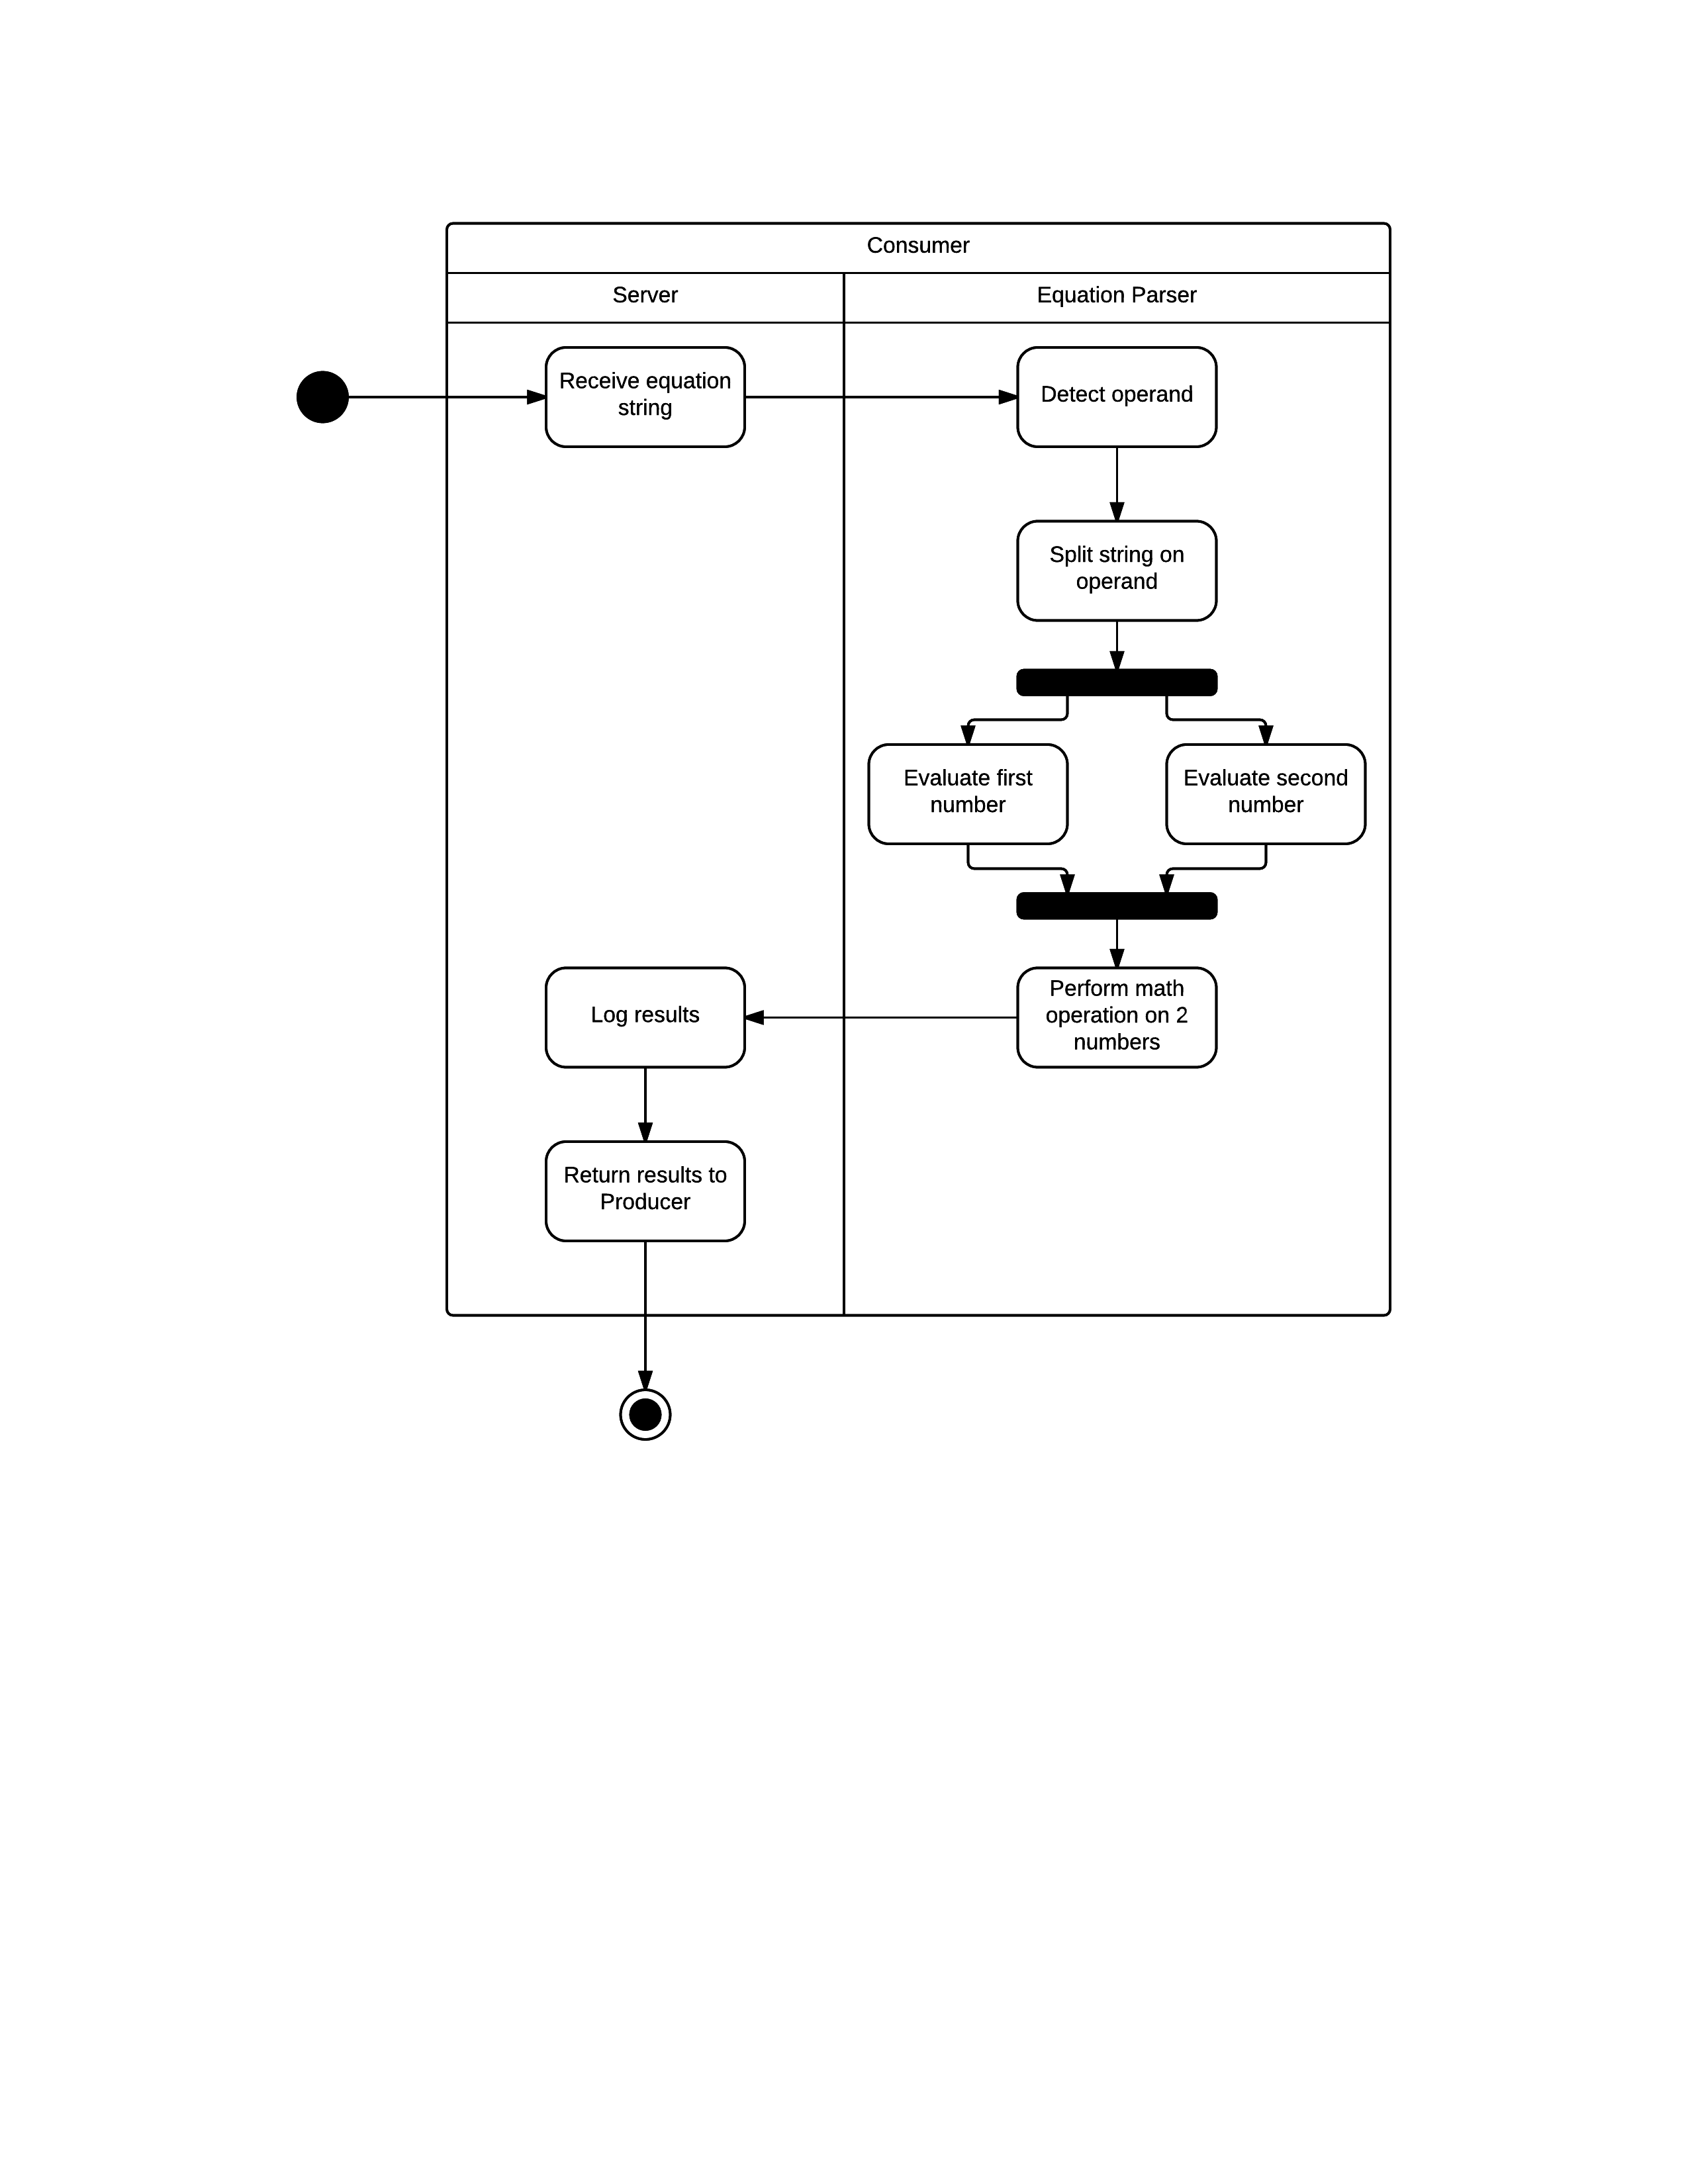 Consumer
Server
Equation Parser
Receive equation
string
Detect operand
Split string on
operand
Evaluate first
number
Evaluate second
number
Perform math
operation on 2
numbers
Log results
Return results to
Producer